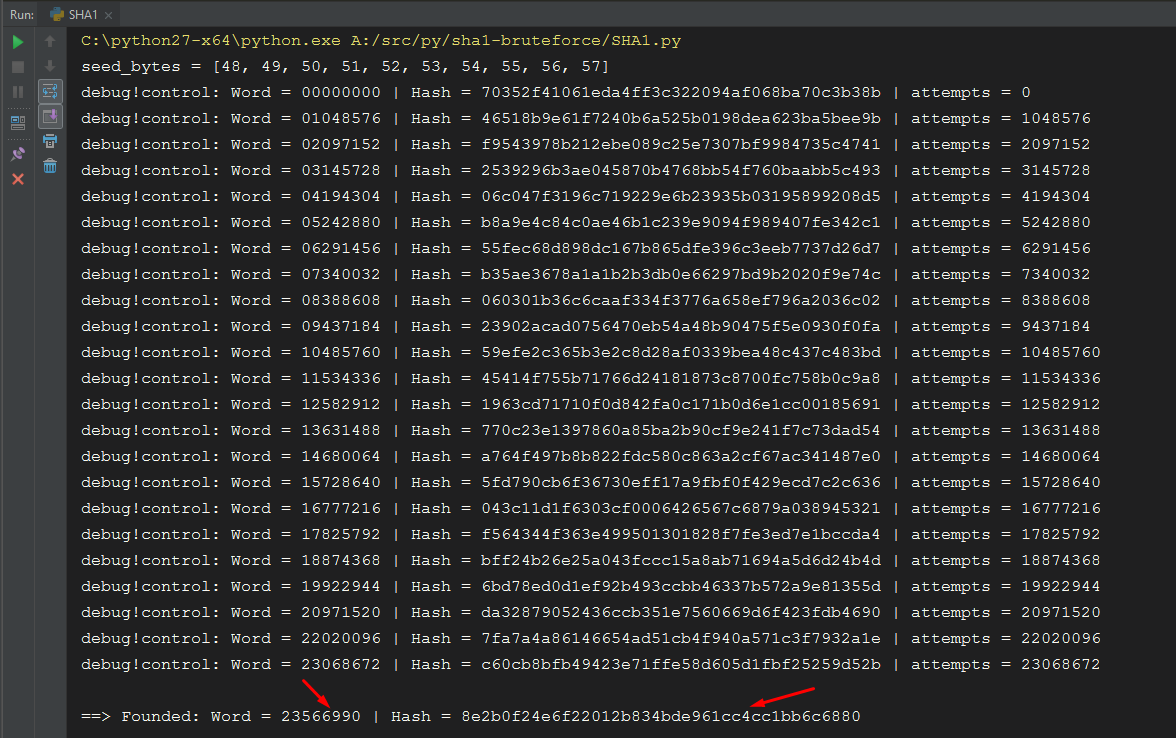 Run: SHA1 ×
C:\python27-x64\python.exe A:/src/py/sha1-bruteforce/SHA1.py
seed_bytes = [48, 49, 50, 51, 52, 53, 54, 55, 56, 57]
debug!control: Word = 00000000 | Hash = 70352f41061eda4ff3c322094af068ba70c3b38b | attempts = 0
debug!control: Word = 01048576 | Hash = 46518b9e61f7240b6a525b0198dea623ba5bee9b | attempts = 1048576
debug!control: Word = 02097152 | Hash = f9543978b212ebe089c25e7307bf9984735c4741 | attempts = 2097152
debug!control: Word = 03145728 | Hash = 2539296b3ae045870b4768bb54f760baabb5c493 | attempts = 3145728
debug!control: Word = 04194304 | Hash = 06c047f3196c719229e6b23935b03195899208d5 | attempts = 4194304
debug!control: Word = 05242880 | Hash = b8a9e4c84c0ae46b1c239e9094f989407fe342c1 | attempts = 5242880
debug!control: Word = 06291456 | Hash = 55fec68d898dc167b865dfe396c3eeb7737d26d7 | attempts = 6291456
debug!control: Word = 07340032 | Hash = b35ae3678a1a1b2b3db0e66297bd9b2020f9e74c | attempts = 7340032
debug!control: Word = 08388608 | Hash = 060301b36c6caaf334f3776a658ef796a2036c02 | attempts = 8388608
debug!control: Word = 09437184 | Hash = 23902acad0756470eb54a48b90475f5e0930f0fa | attempts = 9437184
debug!control: Word = 10485760 | Hash = 59efe2c365b3e2c8d28af0339bea48c437c483bd | attempts = 10485760
debug!control: Word = 11534336 | Hash = 45414f755b71766d24181873c8700fc758b0c9a8 | attempts = 11534336
debug!control: Word = 12582912 | Hash = 1963cd71710f0d842fa0c171b0d6e1cc00185691 | attempts = 12582912
debug!control: Word = 13631488 | Hash = 770c23e1397860a85ba2b90cf9e241f7c73dad54 | attempts = 13631488
debug!control: Word = 14680064 | Hash = a764f497b8b822fdc580c863a2cf67ac341487e0 | attempts = 14680064
debug!control: Word = 15728640 | Hash = 5fd790cb6f36730eff17a9fbf0f429ecd7c2c636 | attempts = 15728640
debug!control: Word = 16777216 | Hash = 043c11d1f6303cf0006426567c6879a038945321 | attempts = 16777216
debug!control: Word = 17825792 | Hash = f564344f363e499501301828f7fe3ed7e1bccda4 | attempts = 17825792
debug!control: Word = 18874368 | Hash = bff24b26e25a043fccc15a8ab71694a5d6d24b4d | attempts = 18874368
debug!control: Word = 19922944 | Hash = 6bd78ed0d1ef92b493ccbb46337b572a9e81355d | attempts = 19922944
debug!control: Word = 20971520 | Hash = da32879052436ccb351e7560669d6f423fdb4690 | attempts = 20971520
debug!control: Word = 22020096 | Hash = 7fa7a4a86146654ad51cb4f940a571c3f7932a1e | attempts = 22020096
debug!control: Word = 23068672 | Hash = c60cb8bfb49423e71ffe58d605d1fbf25259d52b | attempts = 23068672
==> Founded: Word = 23566990 | Hash = 8e2b0f24e6f22012b834bde961cc4cc1bb6c6880